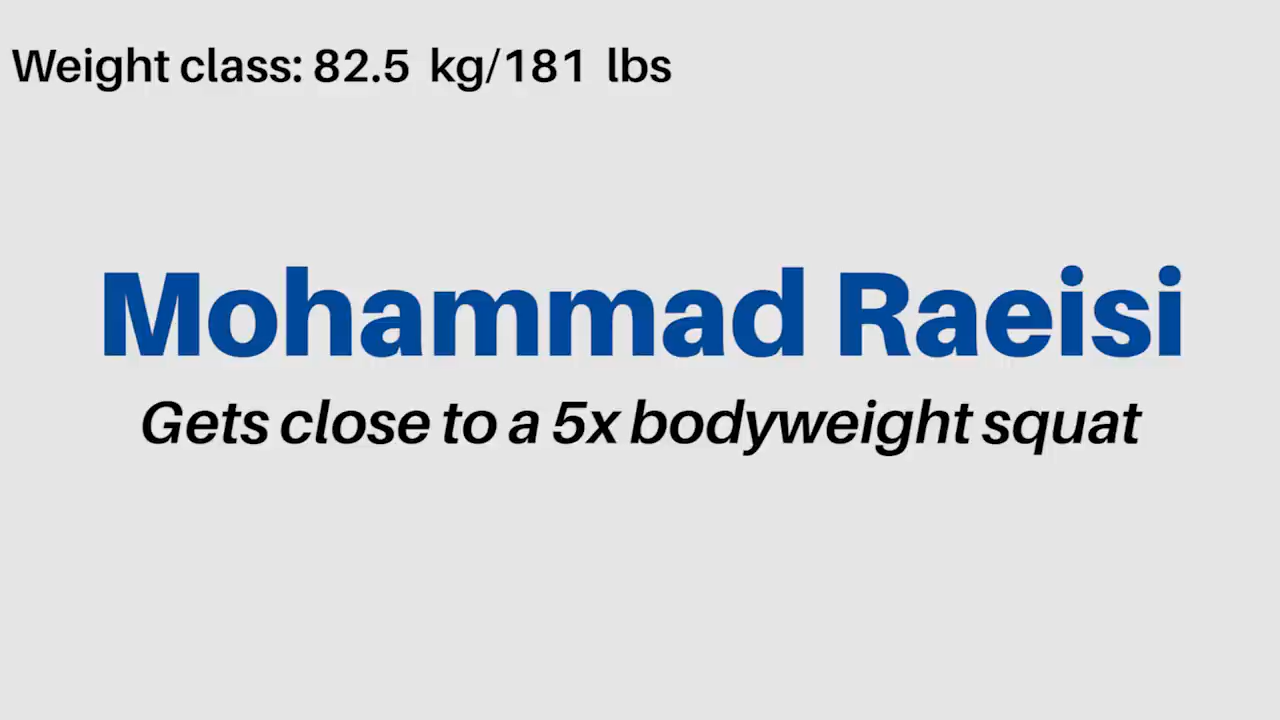 Weight class: 82.5 kg/181 lbs
Mohammad Raeisi
Gets close to a 5x bodyweight squat